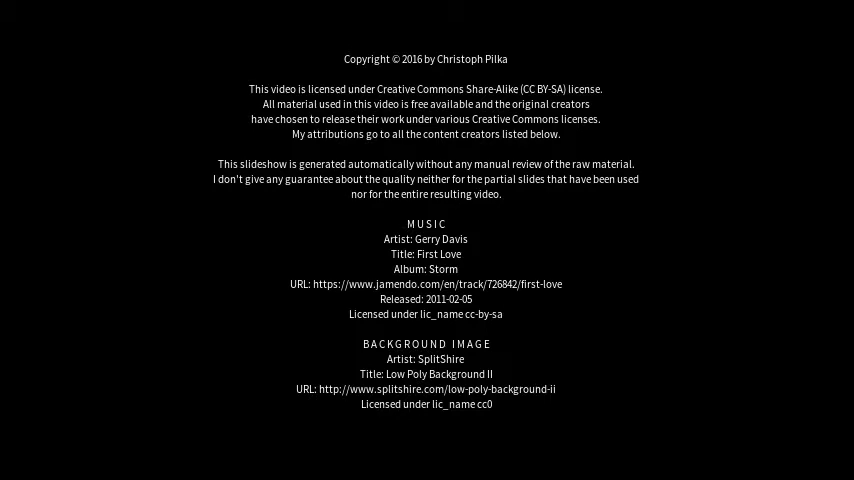 Copyright © 2016 by Christoph Pilka
This video is licensed under Creative Commons Share-Alike (CC BY-SA) license.
All material used in this video is free available and the original creators
have chosen to release their work under various Creative Commons licenses.
My attributions go to all the content creators listed below.
This slideshow is generated automatically without any manual review of the raw material.
I don't give any guarantee about the quality neither for the partial slides that have been used
nor for the entire resulting video.
M U S I C
Artist: Gerry Davis
Title: First Love
Album: Storm
URL: https://www.jamendo.com/en/track/726842/first-love
Released: 2011-02-05
Licensed under lic_name cc-by-sa
B A C K G R O U N D   I M A G E
Artist: SplitShire
Title: Low Poly Background II
URL: http://www.splitshire.com/low-poly-background-ii
Licensed under lic_name cc0